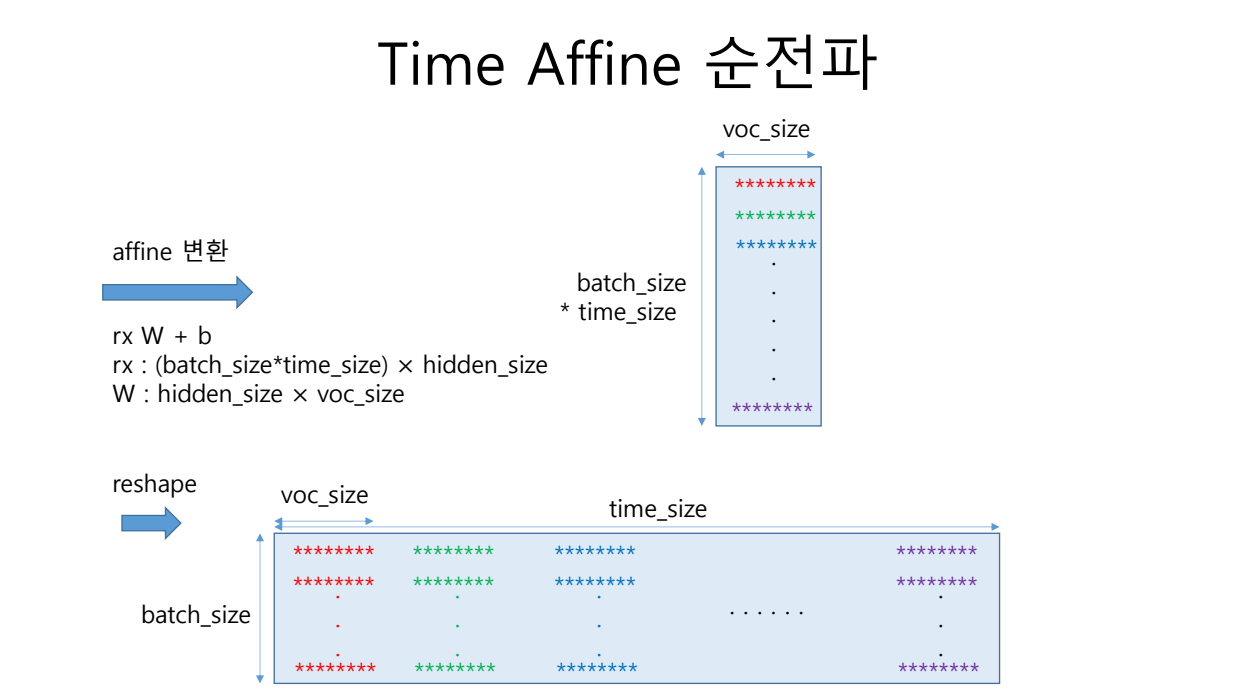 Time Affine 순전파
voc_size
********
********
********
.
.
.
.
.
********
batch_size
* time_size
affine 변환
rx W + b
rx : (batch_size*time_size) × hidden_size
W : hidden_size × voc_size
reshape
voc_size
time_size
batch_size
******** ******** ******** ********
******** ******** ******** ********
. . . .
. . . . . . . . . .
. . . .
******** ******** ******** ********